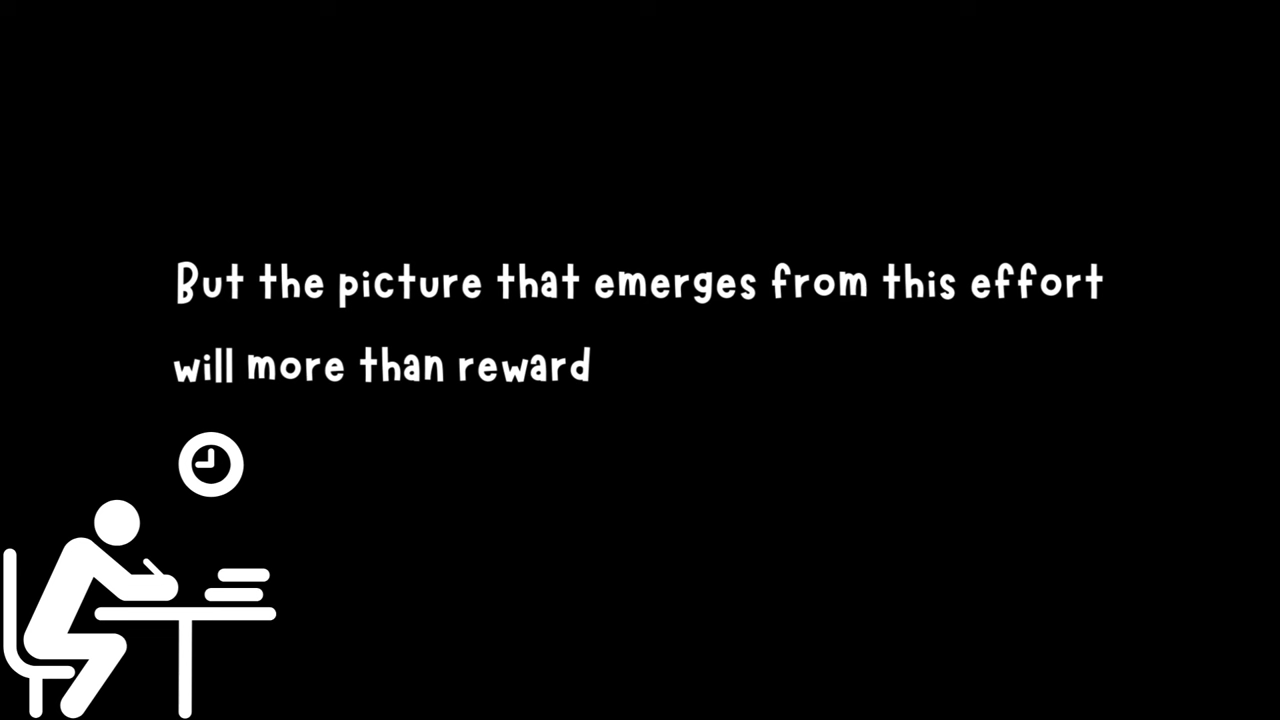 But the picture that emerges from this effort
will more than reward